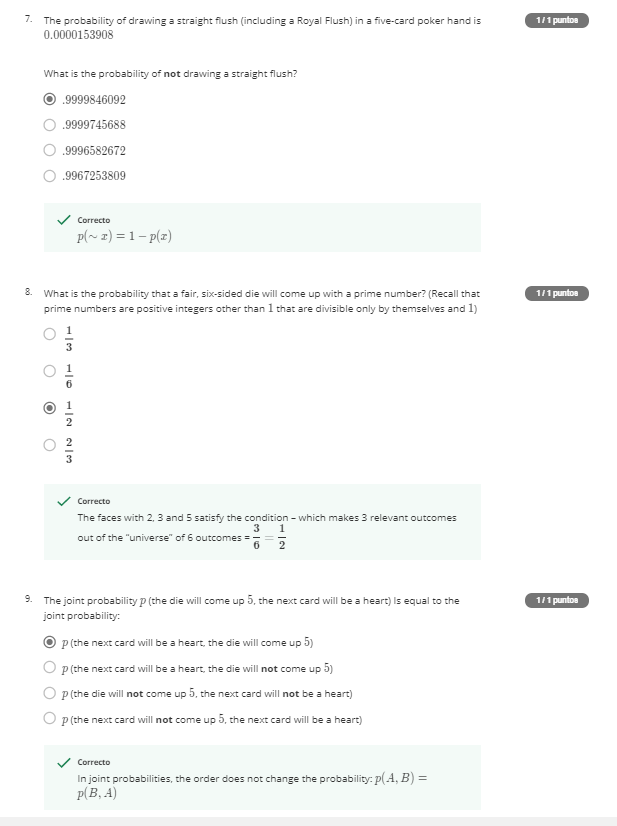 7. The probability of drawing a straight flush (including a Royal Flush) in a five-card poker hand is
0.0000153908
1 / 1 puntos
What is the probability of not drawing a straight flush?
.9999846092
.9999745688
.9996582672
.9967253809
Correcto
p(∼ x) = 1 − p(x)
8. What is the probability that a fair, six-sided die will come up with a prime number? (Recall that
prime numbers are positive integers other than 1 that are divisible only by themselves and 1)
1 / 1 puntos
1/3
1/6
1/2
2/3
Correcto
The faces with 2, 3 and 5 satisfy the condition – which makes 3 relevant outcomes
out of the "universe" of 6 outcomes = 3/6 = 1/2
9. The joint probability p (the die will come up 5, the next card will be a heart) Is equal to the
joint probability:
1 / 1 puntos
p (the next card will be a heart, the die will come up 5)
p (the next card will be a heart, the die will not come up 5)
p (the die will not come up 5, the next card will not be a heart)
p (the next card will not come up 5, the next card will be a heart)
Correcto
In joint probabilities, the order does not change the probability: p(A, B) =
p(B, A)